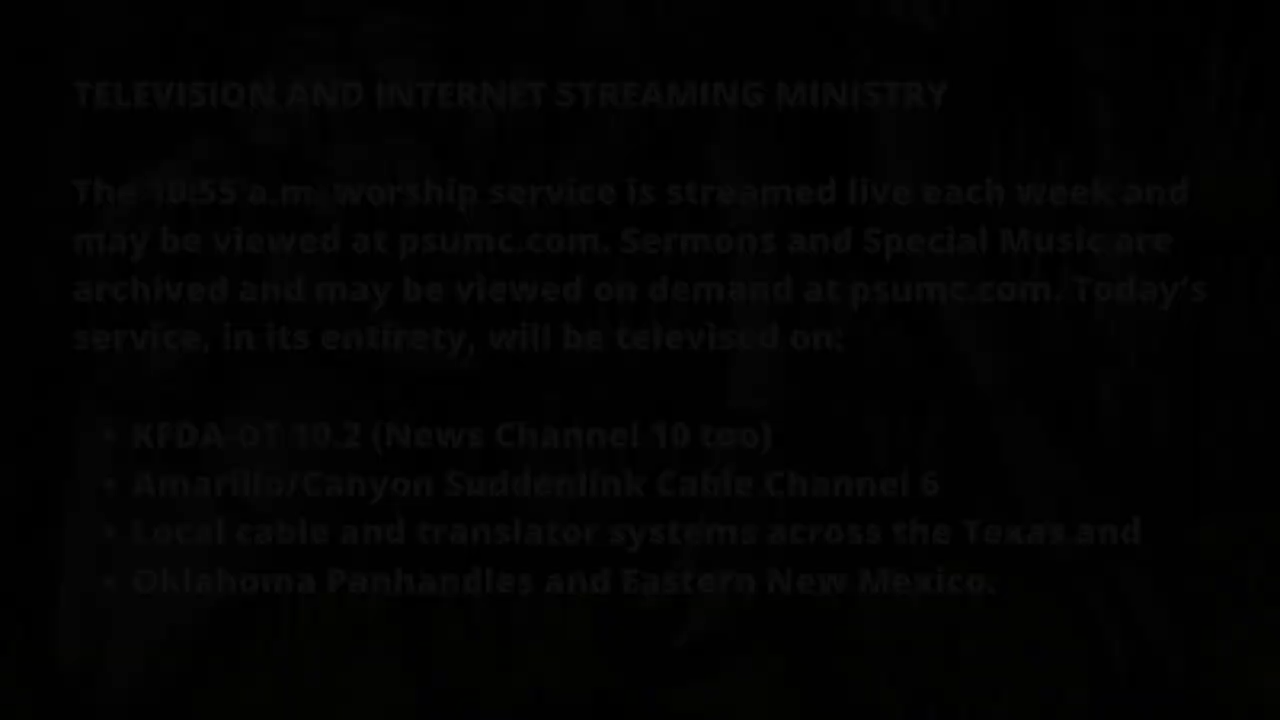 TELEVISION AND INTERNET STREAMING MINISTRY
The 10:55 a.m. worship service is streamed live each week and
may be viewed at psumc.com. Sermons and Special Music are
archived and may be viewed on demand at psumc.com. Today's
service, in its entirety, will be televised on:
• KFDA-DT 10.2 (News Channel 10 too)
• Amarillo/Canyon Suddenlink Cable Channel 6
• Local cable and translator systems across the Texas and
• Oklahoma Panhandles and Eastern New Mexico.